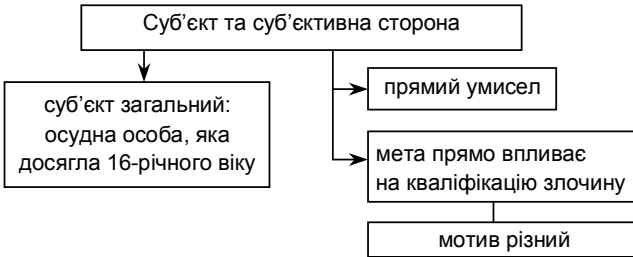 Суб’єкт та суб’єктивна сторона
суб’єкт загальний:
осудна особа, яка
досягла 16-річного віку
прямий умисел
мета прямо впливає
на кваліфікацію злочину
мотив різний